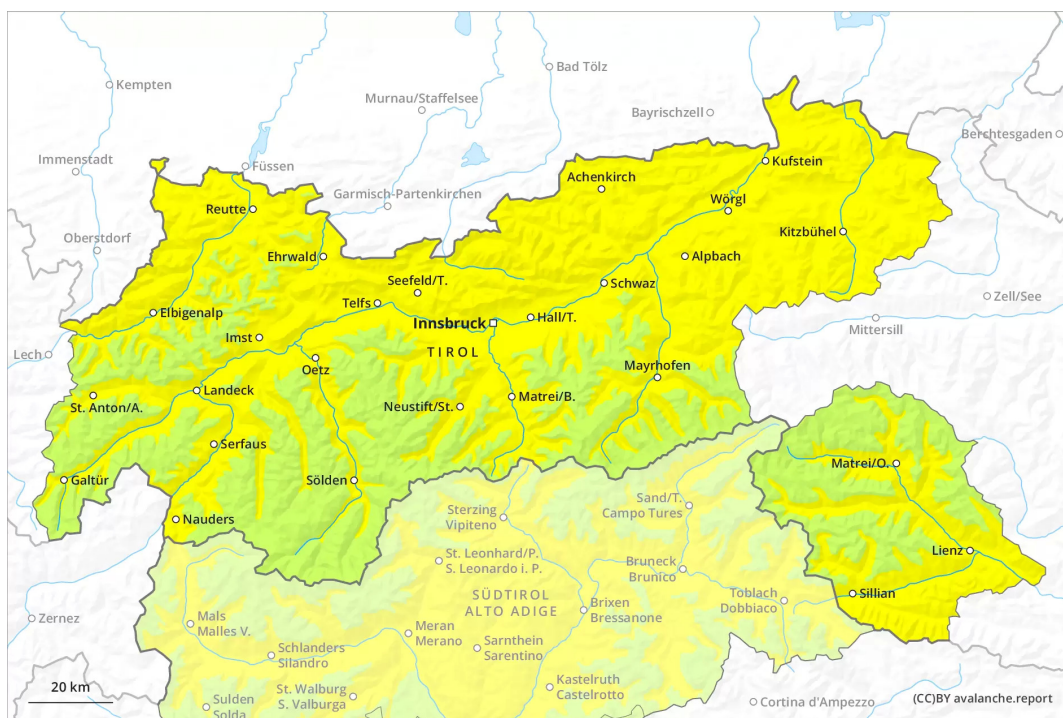 Kempten
Bad Tölz
Murnau/Staffelsee
Bayrischzell
Berchtesgaden
Immenstadt
Füssen
Kufstein
Garmisch-Partenkirchen
Achenkirch
Reutte
Wörgl
Oberstdorf
Kitzbühel
Ehrwald
Alpbach
Seefeld/T.
Schwaz
Zell/See
Telfs
Elbigenalp
Innsbruck
Hall/T.
Mittersill
Imst
TIROL
Lech
Oetz
Mayrhofen
Landeck
St. Anton/A.
Neustift/St.
Matrei/B.
Serfaus
Matrei/O.
Galtür
Sölden
Sand/T.
Campo Tures
Sterzing
Vipiteno
Nauders
Lienz
St. Leonhard/P.
S. Leonardo i. P.
Bruneck
Brunico
Sillian
SÜDTIROL
ALTO ADIGE
Toblach
Dobbiaco
Brixen
Bressanone
Zernez
Mals
Malles V.
Meran
Merano
Sarnthein
Sarentino
Schlanders
Silandro
Kastelruth
Castelrotto
20 km
St. Walburg
S. Valburga
Sulden
Solda
Cortina d'Ampezzo
(CC)BY avalanche.report